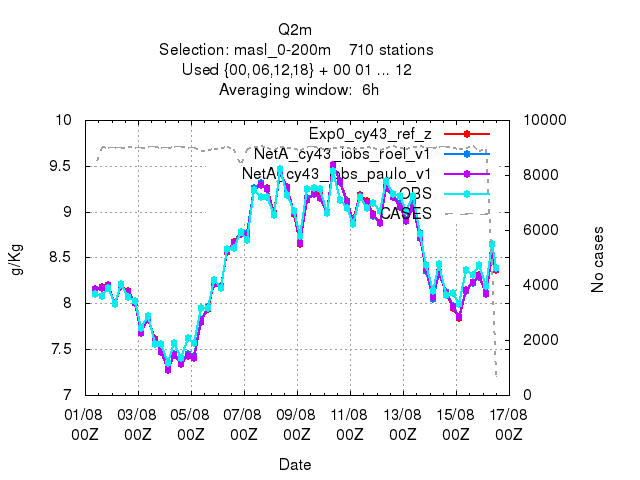 Q2m
Selection: masl_0-200m 710 stations
Used {00,06,12,18} + 00 01 ... 12
Averaging window: 6h
10
9.5
9
8.5
8
7.5
7
g/Kg
10000
8000
6000
4000
2000
0
No cases
Exp0_cy43_ref_z
NetA_cy43_iobs_roel_v1
NetA_cy43_iobs_paulo_v1
OBS
CASES
01/08 03/08 05/08 07/08 09/08 11/08 13/08 15/08 17/08
00Z 00Z 00Z 00Z 00Z 00Z 00Z 00Z 00Z
Date